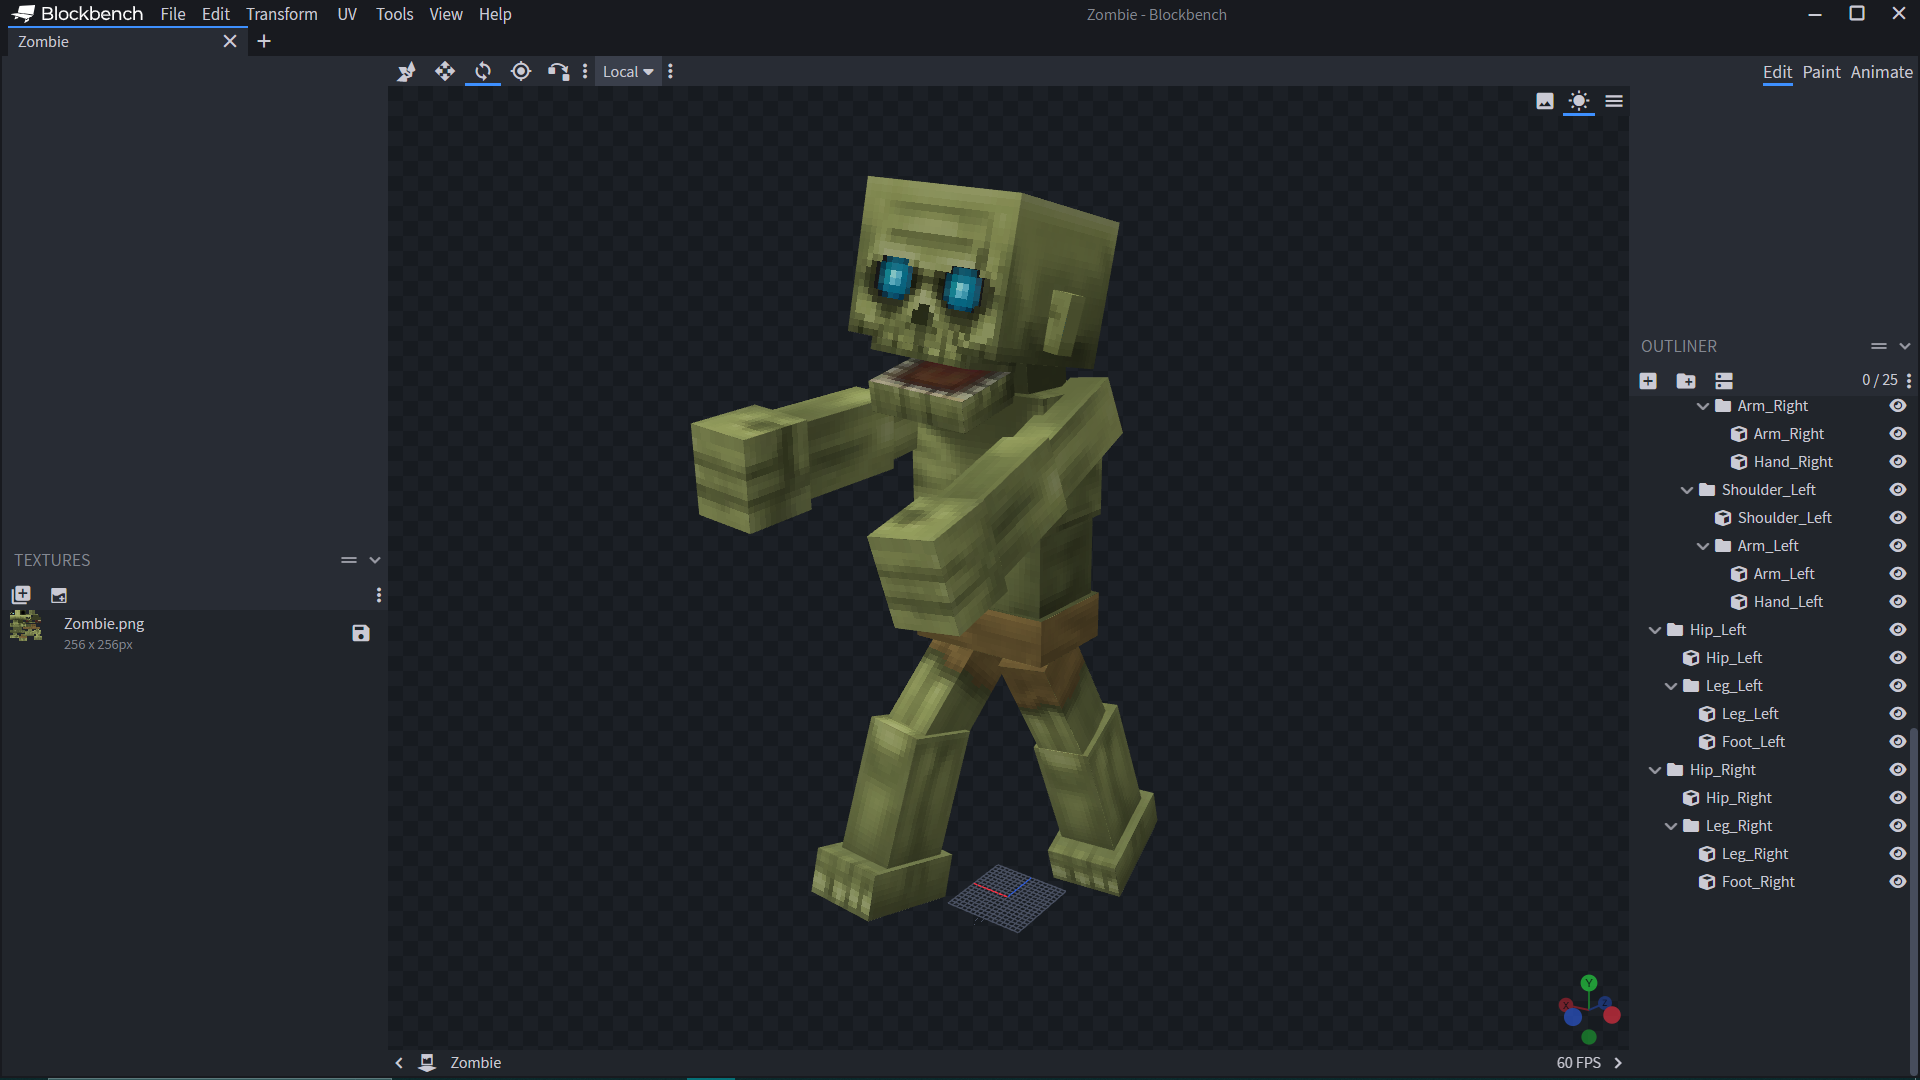 Blockbench File Edit Transform UV Tools View Help Zombie - Blockbench
Zombie
Local Edit Paint Animate
OUTLINER
0 / 25
Arm_Right
Arm_Right
Hand_Right
Shoulder_Left
Shoulder_Left
Arm_Left
Arm_Left
Hand_Left
Hip_Left
Hip_Left
Leg_Left
Leg_Left
Foot_Left
Hip_Right
Hip_Right
Leg_Right
Leg_Right
Foot_Right
TEXTURES
Zombie.png
256 x 256px
Y
X Z
Zombie 60 FPS